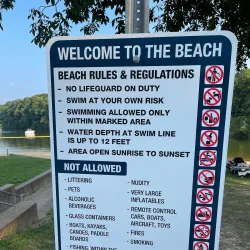 WELCOME TO THE BEACH
BEACH RULES & REGULATIONS
- NO LIFEGUARD ON DUTY
- SWIM AT YOUR OWN RISK
- SWIMMING ALLOWED ONLY
WITHIN MARKED AREA
- WATER DEPTH AT SWIM LINE
IS UP TO 12 FEET
- AREA OPEN SUNRISE TO SUNSET
NOT ALLOWED
- LITTERING
- PETS
- ALCOHOLIC
BEVERAGES
- GLASS CONTAINERS
- BOATS, KAYAKS,
CANOES, PADDLE
BOARDS
- FISHING, WITHIN THE
- NUDITY
- VERY LARGE
INFLATABLES
- REMOTE CONTROL
CARS, BOATS,
AIRCRAFT, TOYS
- FIRES
- SMOKING